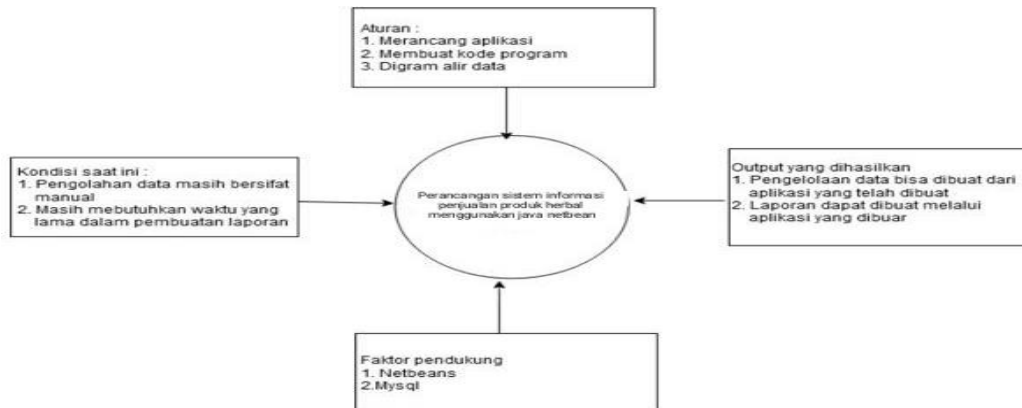 Aturan :
1. Merancang aplikasi
2. Membuat kode program
3. Digram alir data
Kondisi saat ini :
1. Pengolahan data masih bersifat
manual
2. Masih mebutuhkan waktu yang
lama dalam pembuatan laporan
Perancangan sistem informasi
penjualan produk herbal
menggunakan java netbean
Output yang dihasilkan
1. Pengelolaan data bisa dibuat dari
aplikasi yang telah dibuat
2. Laporan dapat dibuat melalui
aplikasi yang dibuar
Faktor pendukung
1. Netbeans
2.Mysql